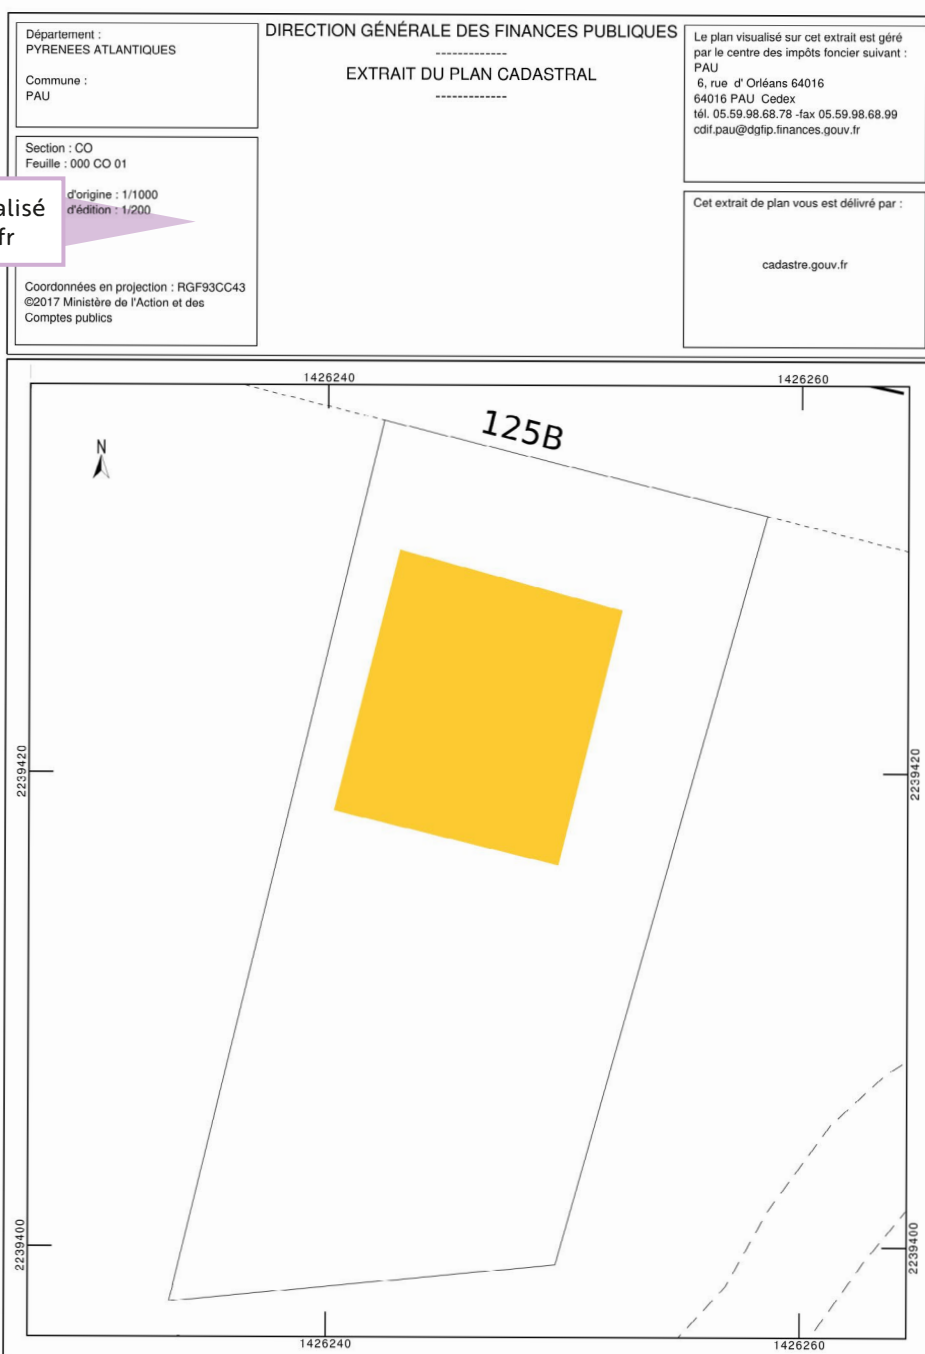 Département :
PYRENEES ATLANTIQUES
Commune :
PAU
DIRECTION GÉNÉRALE DES FINANCES PUBLIQUES
-------------
EXTRAIT DU PLAN CADASTRAL
-------------
Le plan visualisé sur cet extrait est géré
par le centre des impôts foncier suivant :
PAU
6, rue d' Orléans 64016
64016 PAU Cedex
tél. 05.59.98.68.78 -fax 05.59.98.68.99
cdif.pau@dgfip.finances.gouv.fr
Section : CO
Feuille : 000 CO 01
d'origine : 1/1000
d'édition : 1/200
Coordonnées en projection : RGF93CC43
©2017 Ministère de l'Action et des
Comptes publics
alisé
fr
Cet extrait de plan vous est délivré par :
cadastre.gouv.fr
1426240
1426260
125B
N
2239420
2239420
2239400
2239400
1426240
1426260